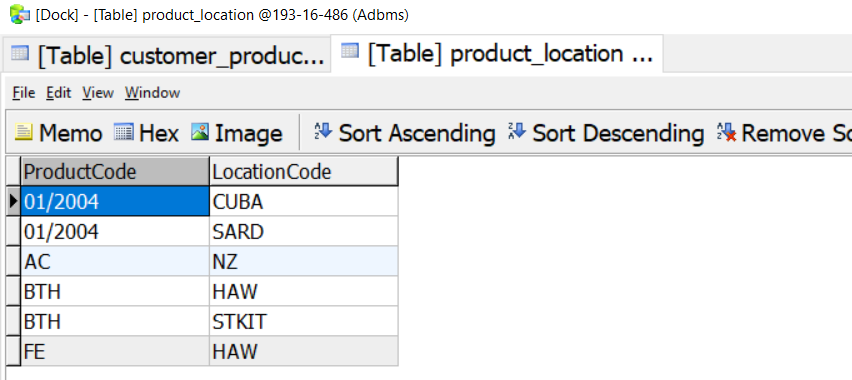 [Dock] - [Table] product_location @193-16-486 (Adbms)
[Table] customer_produc... [Table] product_location ...
File Edit View Window
Memo Hex Image Sort Ascending Sort Descending Remove So
ProductCode LocationCode
01/2004 CUBA
01/2004 SARD
AC NZ
BTH HAW
BTH STKIT
FE HAW